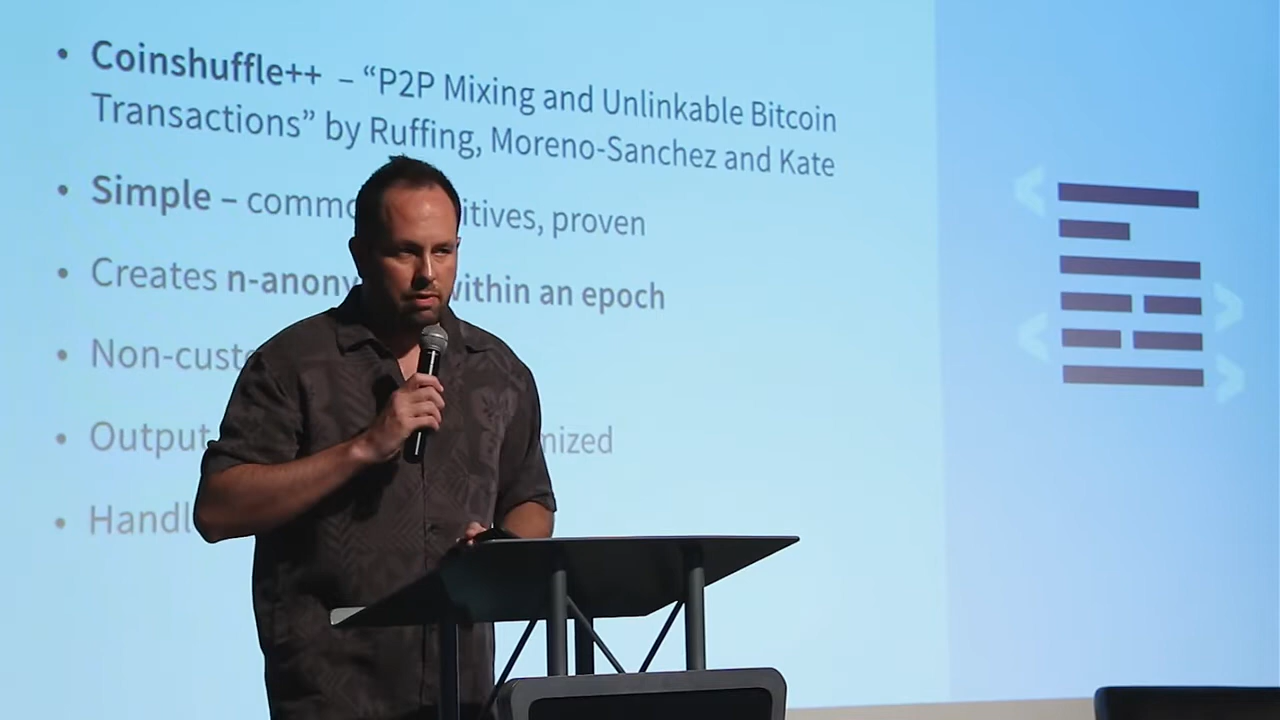 • Coinshuffle++ – “P2P Mixing and Unlinkable Bitcoin
Transactions” by Ruffing, Moreno-Sanchez and Kate
• Simple – commo itives, proven
• Creates n-anony within an epoch
• Non-custo
• Output mized
• Handl